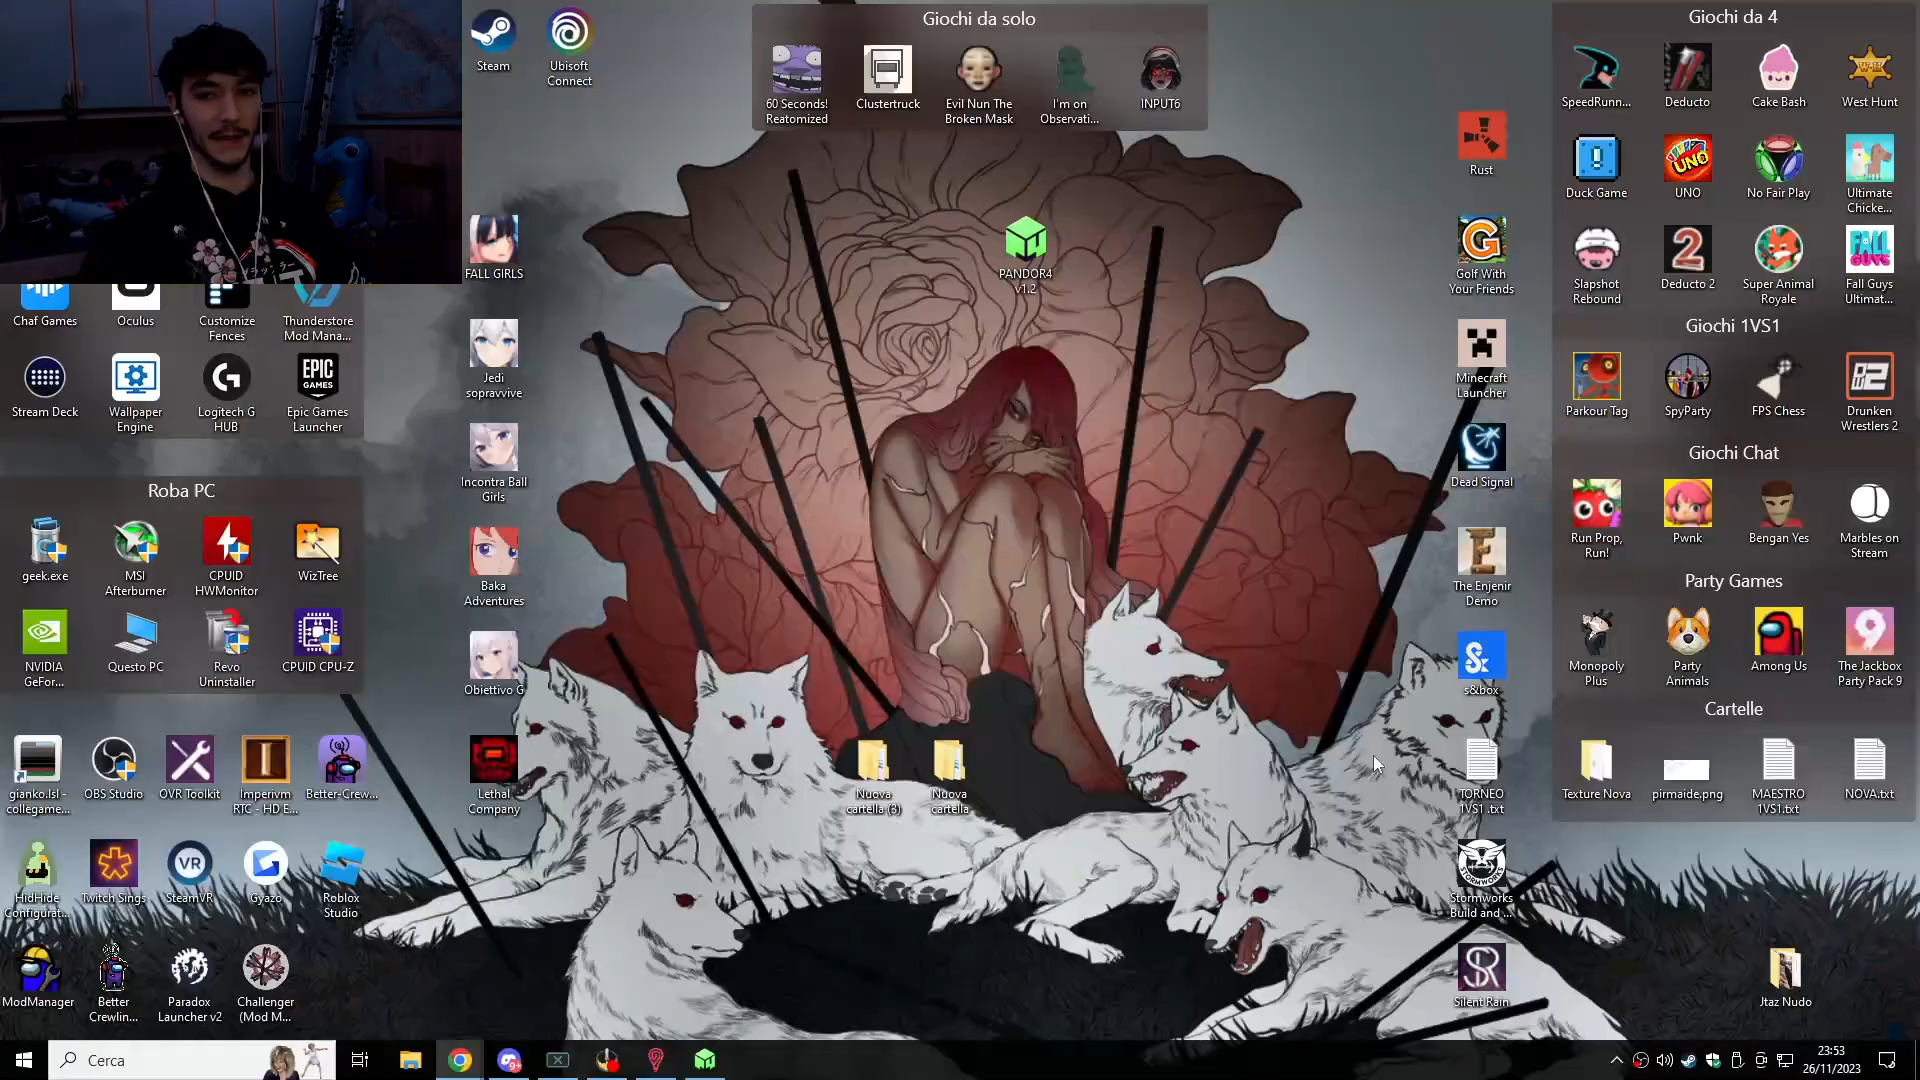 Steam
Ubisoft
Connect
Giochi da solo
60 Seconds!
Reatomized
Clustertruck
Evil Nun The
Broken Mask
I'm on
Observati...
INPUT6
Giochi da 4
SpeedRunn...
Deducto
Cake Bash
West Hunt
Duck Game
UNO
No Fair Play
Ultimate
Chicke...
Slapshot
Rebound
Deducto 2
Super Animal
Royale
Fall Guys
Ultimat...
Giochi 1VS1
Parkour Tag
SpyParty
FPS Chess
Drunken
Wrestlers 2
Giochi Chat
Run Prop,
Run!
Pwnk
Bengan Yes
Marbles on
Stream
Party Games
Monopoly
Plus
Party
Animals
Among Us
The Jackbox
Party Pack 9
Cartelle
Texture Nova
pirmaide.png
MAESTRO
1VS1.txt
NOVA.txt
Jtaz Nudo
Rust
Golf With
Your Friends
Minecraft
Launcher
Dead Signal
The Enjenir
Demo
s&box
TORNEO
1VS1 .txt
Stormworks
Build and ...
Silent Rain
PANDOR4
v1.2
FALL GIRLS
Jedi
sopravvive
Incontra Ball
Girls
Baka
Adventures
Obiettivo G
Lethal
Company
Nuova
cartella (3)
Nuova
cartella
Chaf Games
Oculus
Customize
Fences
Thunderstore
Mod Mana...
Stream Deck
Wallpaper
Engine
Logitech G
HUB
EPIC
GAMES
Epic Games
Launcher
Roba PC
geek.exe
MSI
Afterburner
CPUID
HWMonitor
WizTree
NVIDIA
GeFor...
Questo PC
Revo
Uninstaller
CPUID CPU-Z
gianko.lsl -
collegame...
OBS Studio
OVR Toolkit
Imperivm
RTC - HD E...
Better-Crew...
HidHide
Configurat...
Twitch Sings
VR
SteamVR
Gyazo
Roblox
Studio
ModManager
Better
Crewlin...
Paradox
Launcher v2
Challenger
(Mod M...
Cerca
23:53
26/11/2023